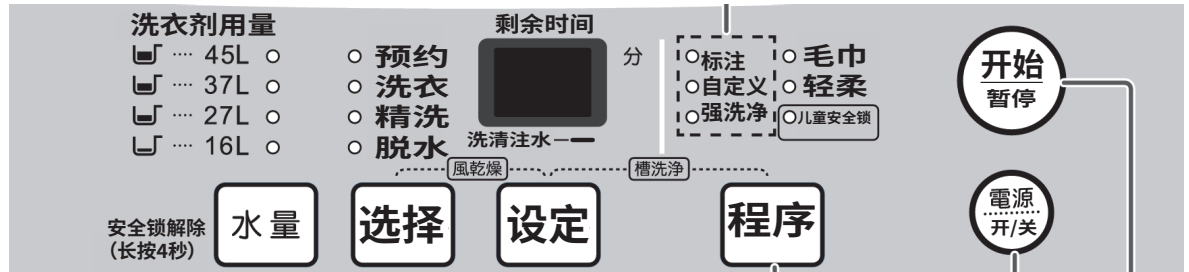 洗衣剂用量
45L
37L
27L
16L
预约
洗衣
精洗
脱水
剩余时间
分
洗清注水
标注
自定义
强洗净
毛巾
轻柔
儿童安全锁
開始
暂停
風乾燥
槽洗净
安全锁解除
(长按4秒)
水量
选择
设定
程序
電源
开/关